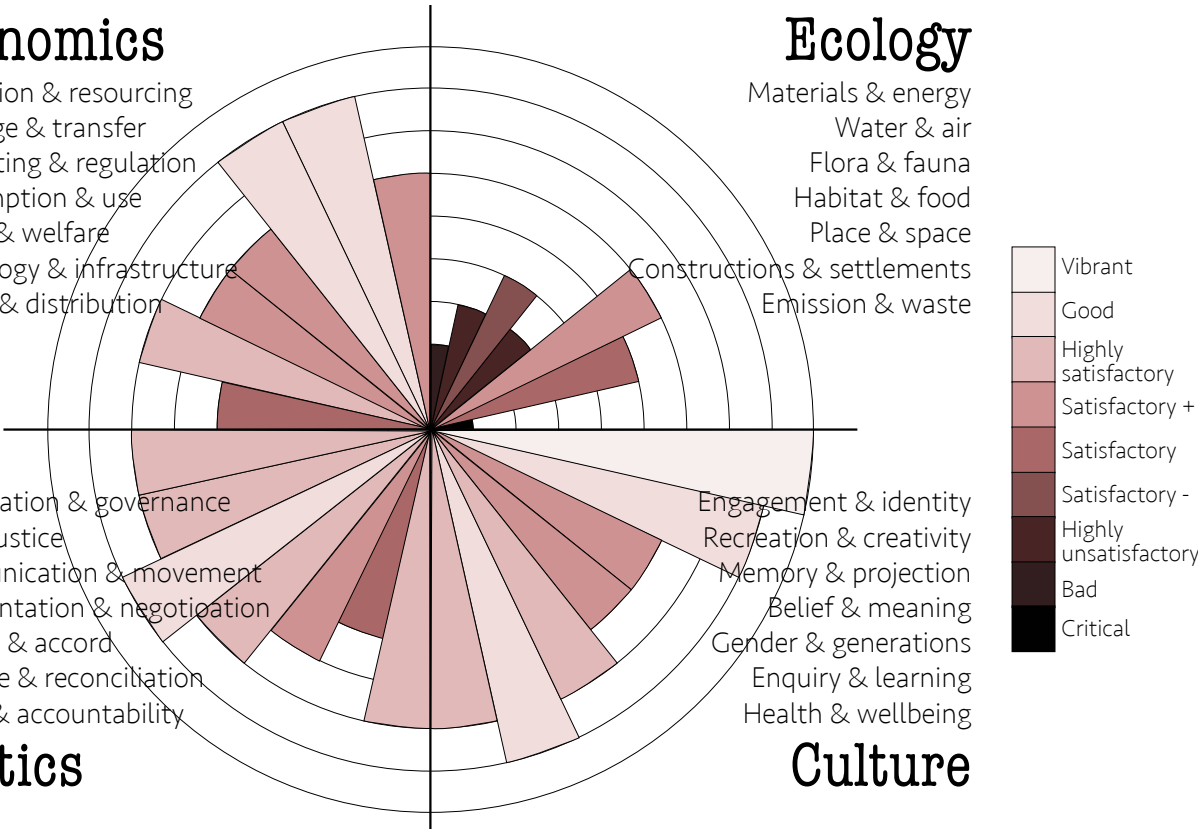 nomics
ion & resourcing
ge & transfer
ting & regulation
mption & use
& welfare
ogy & infrastructure
& distribution
Ecology
Materials & energy
Water & air
Flora & fauna
Habitat & food
Place & space
Constructions & settlements
Emission & waste
Vibrant
Good
Highly
satisfactory
Satisfactory +
Satisfactory
Satisfactory -
Highly
unsatisfactory
Bad
Critical
ation & governance
ustice
nication & movement
ntation & negotioation
& accord
e & reconciliation
& accountability
tics
Engagement & identity
Recreation & creativity
Memory & projection
Belief & meaning
Gender & generations
Enquiry & learning
Health & wellbeing
Culture